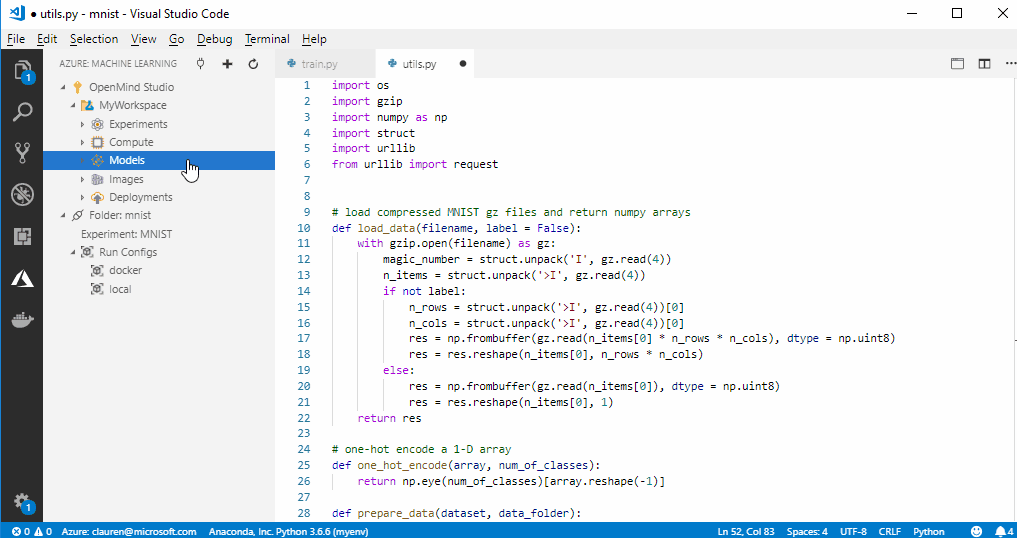 ● utils.py - mnist - Visual Studio Code
File Edit Selection View Go Debug Terminal Help
AZURE: MACHINE LEARNING
OpenMind Studio
MyWorkspace
Experiments
Compute
Models
Images
Deployments
Folder: mnist
Experiment: MNIST
Run Configs
docker
local
1
1
train.py utils.py ●
1 import os
2 import gzip
3 import numpy as np
4 import struct
5 import urllib
6 from urllib import request
7
8
9 # load compressed MNIST gz files and return numpy arrays
10 def load_data(filename, label = False):
11 with gzip.open(filename) as gz:
12 magic_number = struct.unpack('I', gz.read(4))
13 n_items = struct.unpack('>I', gz.read(4))
14 if not label:
15 n_rows = struct.unpack('>I', gz.read(4))[0]
16 n_cols = struct.unpack('>I', gz.read(4))[0]
17 res = np.frombuffer(gz.read(n_items[0] * n_rows * n_cols), dtype = np.uint8)
18 res = res.reshape(n_items[0], n_rows * n_cols)
19 else:
20 res = np.frombuffer(gz.read(n_items[0]), dtype = np.uint8)
21 res = res.reshape(n_items[0], 1)
22 return res
23
24 # one-hot encode a 1-D array
25 def one_hot_encode(array, num_of_classes):
26 return np.eye(num_of_classes)[array.reshape(-1)]
27
28 def prepare_data(dataset, data_folder):
0 0 Azure: clauren@microsoft.com Anaconda, Inc. Python 3.6.6 (myenv) Ln 52, Col 83 Spaces: 4 UTF-8 CRLF Python 4